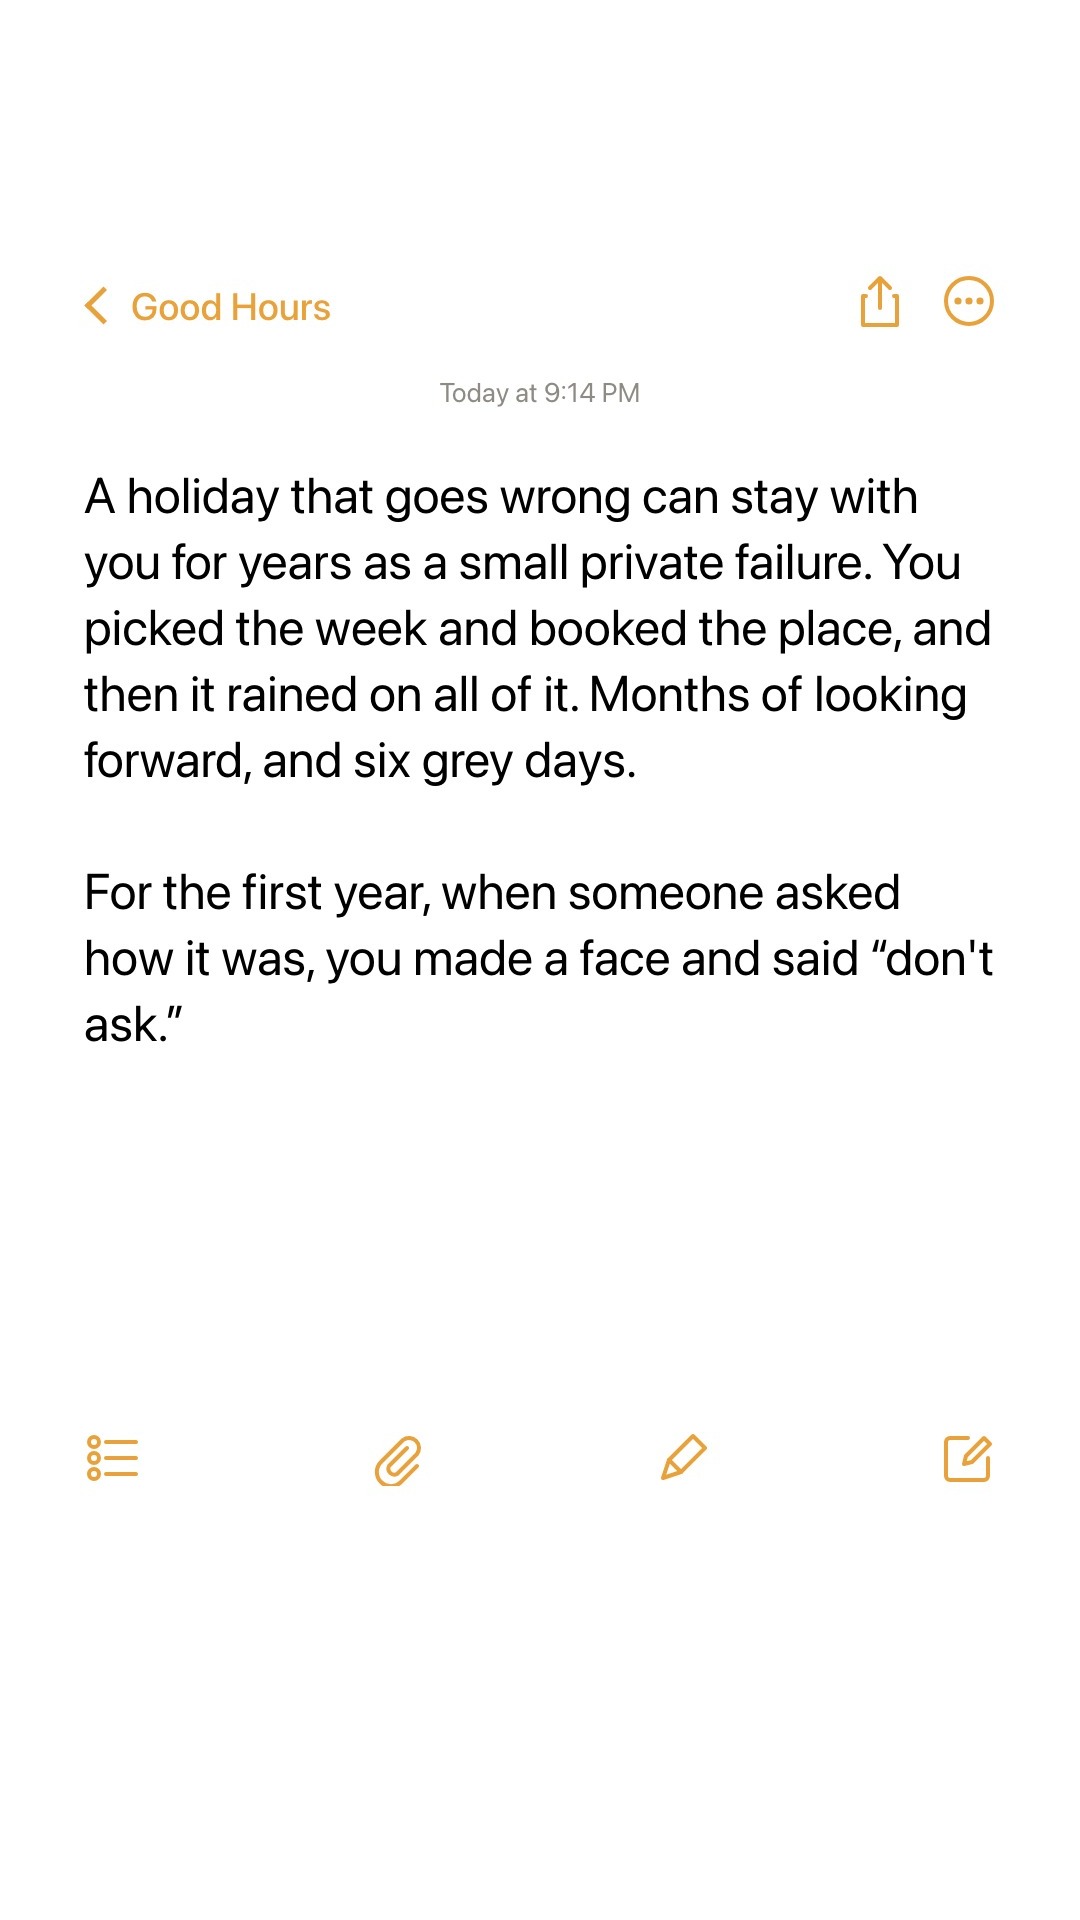 Good Hours
Today at 9:14 PM
A holiday that goes wrong can stay with
you for years as a small private failure. You
picked the week and booked the place, and
then it rained on all of it. Months of looking
forward, and six grey days.
For the first year, when someone asked
how it was, you made a face and said “don't
ask.”